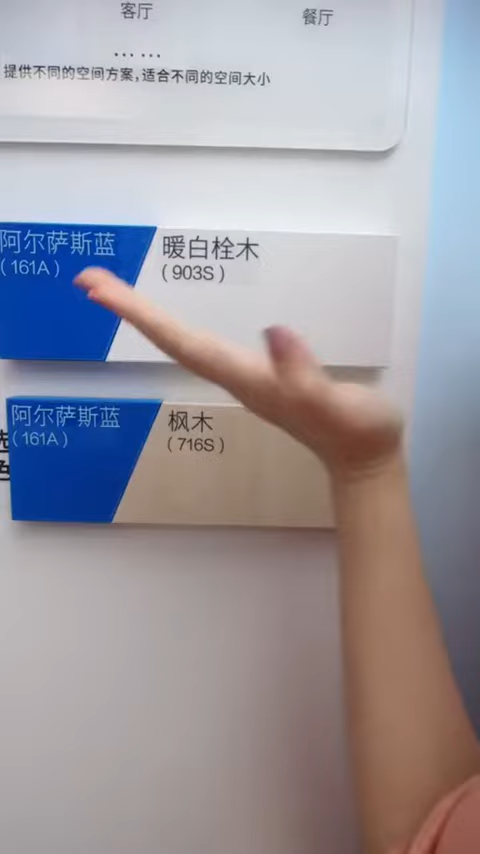 客厅 餐厅
……
提供不同的空间方案,适合不同的空间大小
阿尔萨斯蓝
(161A)
暖白栓木
(903S)
阿尔萨斯蓝
(161A)
枫木
(716S)
色